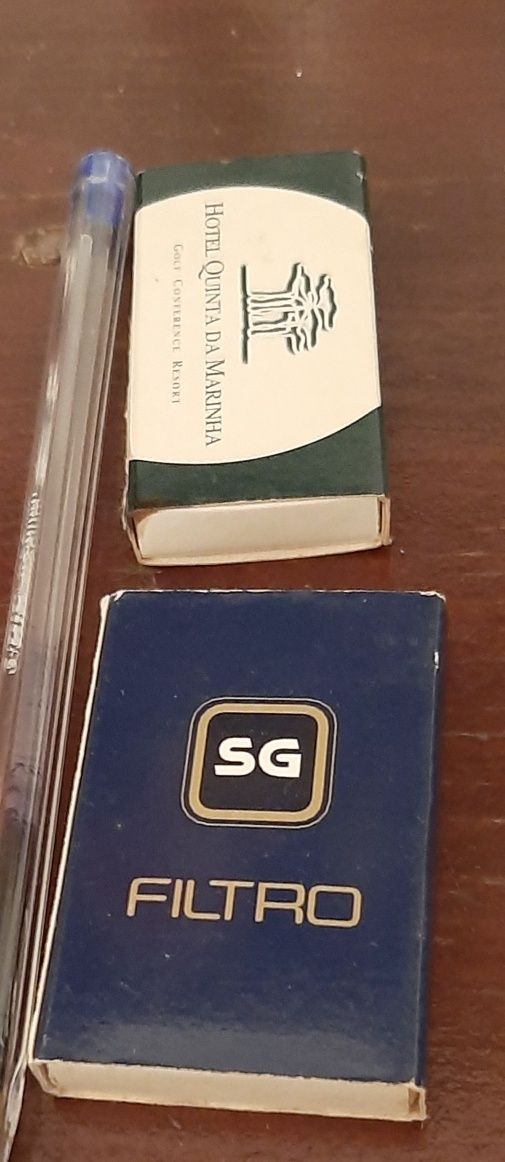 HOTEL QUINTA DA MARINHA
GOLF CONFERENCE RESORT
SG
FILTRO